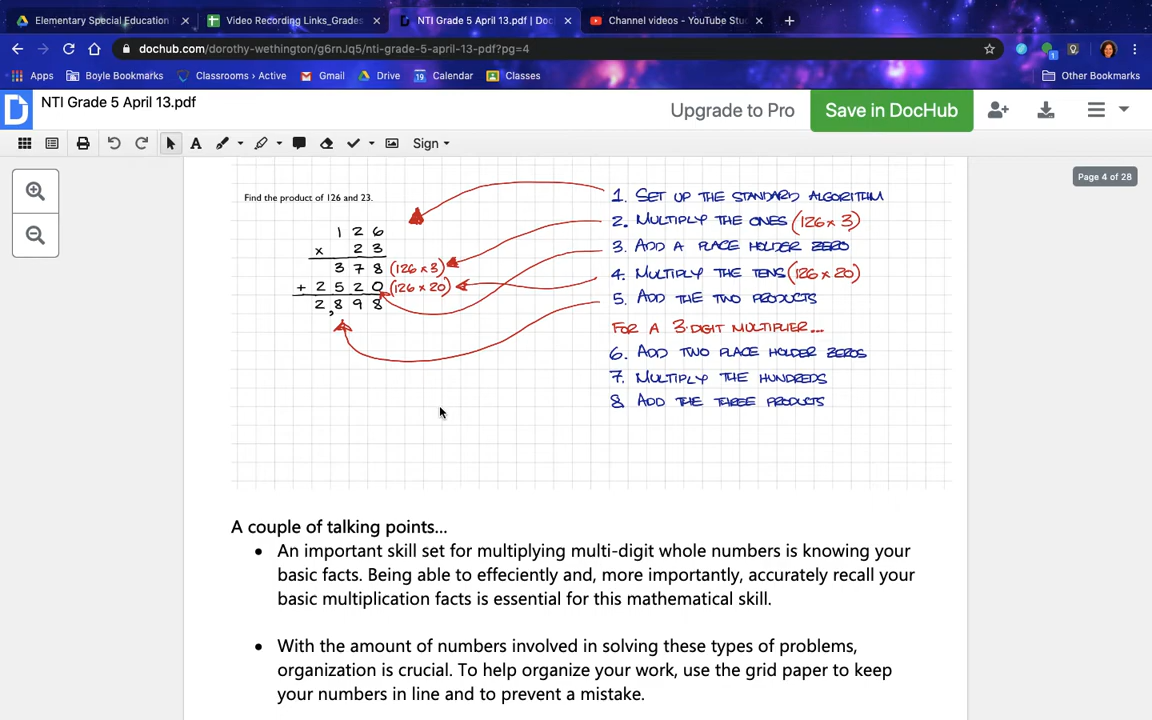 Elementary Special Education
Video Recording Links_Grades
NTI Grade 5 April 13.pdf | Doc
Channel videos - YouTube Stu
dochub.com/dorothy-wethington/g6rnJq5/nti-grade-5-april-13-pdf?pg=4
Apps
Boyle Bookmarks
Classrooms > Active
Gmail
Drive
19
Calendar
Classes
Other Bookmarks
NTI Grade 5 April 13.pdf
Upgrade to Pro
Save in DocHub
Sign
Page 4 of 28
Find the product of 126 and 23.
1 2 6
x 2 3
3 7 8 (126 x 3)
+ 2 5 2 0 (126 x 20)
2,8 9 8
1. SET UP THE STANDARD ALGORITHM
2. MULTIPLY THE ONES (126 x 3)
3. ADD A PLACE HOLDER ZERO
4. MULTIPLY THE TENS (126 x 20)
5. ADD THE TWO PRODUCTS
FOR A 3-DIGIT MULTIPLIER...
6. ADD TWO PLACE HOLDER ZEROS
7. MULTIPLY THE HUNDREDS
8. ADD THE THREE PRODUCTS
A couple of talking points...
• An important skill set for multiplying multi-digit whole numbers is knowing your
basic facts. Being able to effeciently and, more importantly, accurately recall your
basic multiplication facts is essential for this mathematical skill.
• With the amount of numbers involved in solving these types of problems,
organization is crucial. To help organize your work, use the grid paper to keep
your numbers in line and to prevent a mistake.